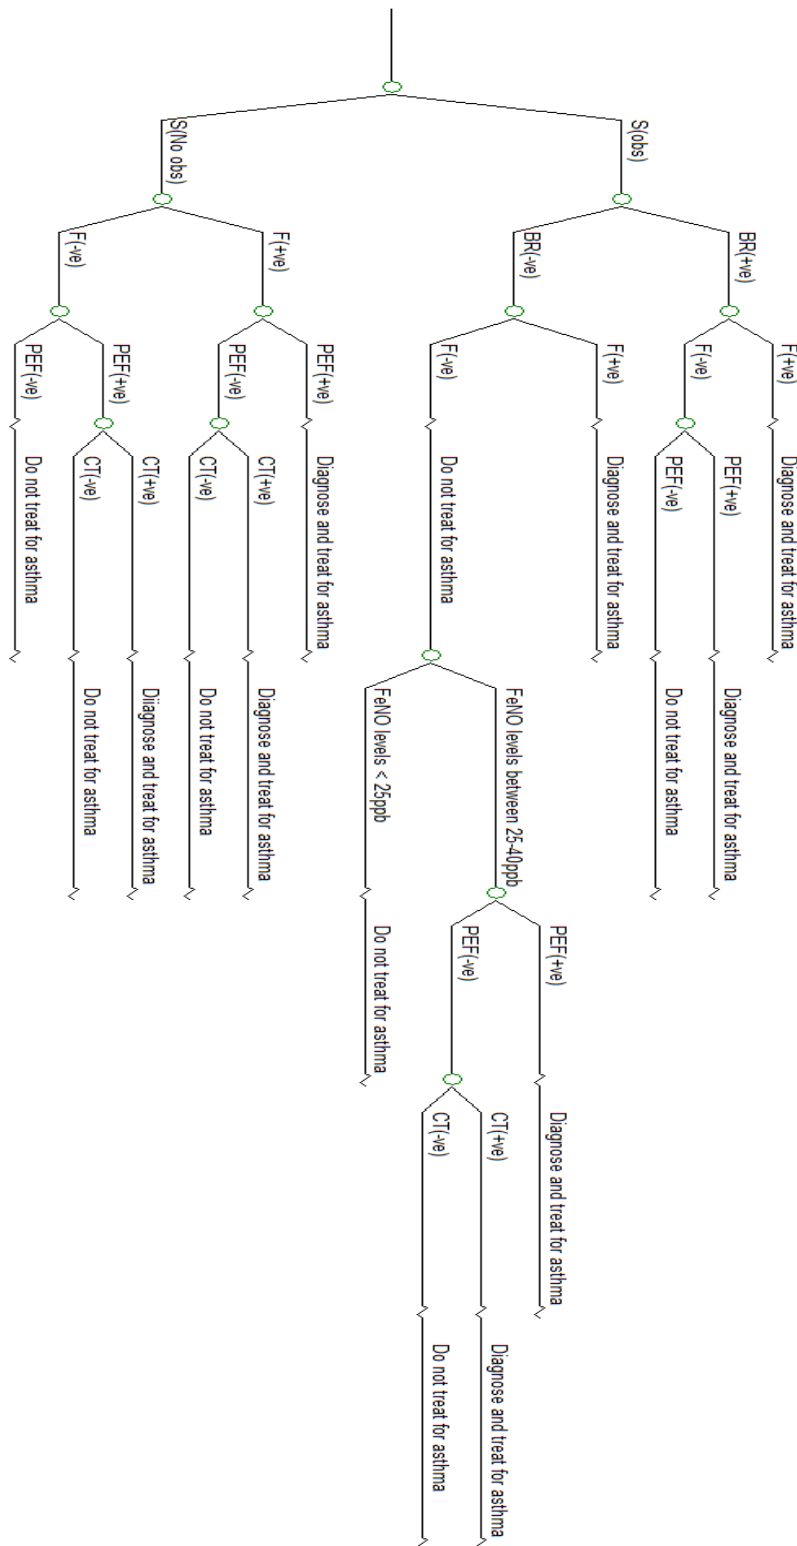 F(+ve)
Diagnose and treat for asthma
BR(+ve)
PEF(+ve)
Diagnose and treat for asthma
F(-ve)
PEF(-ve)
Do not treat for asthma
S(obs)
F(+ve)
Diagnose and treat for asthma
PEF(+ve)
Diagnose and treat for asthma
BR(-ve)
FeNO levels between 25-40ppb
CT(+ve)
Diagnose and treat for asthma
PEF(-ve)
F(-ve)
Do not treat for asthma
CT(-ve)
Do not treat for asthma
FeNO levels < 25ppb
Do not treat for asthma
PEF(+ve)
Diagnose and treat for asthma
F(+ve)
CT(+ve)
Diagnose and treat for asthma
PEF(-ve)
CT(-ve)
Do not treat for asthma
S(No obs)
CT(+ve)
Diiagnose and treat for asthma
PEF(+ve)
CT(-ve)
Do not treat for asthma
F(-ve)
PEF(-ve)
Do not treat for asthma